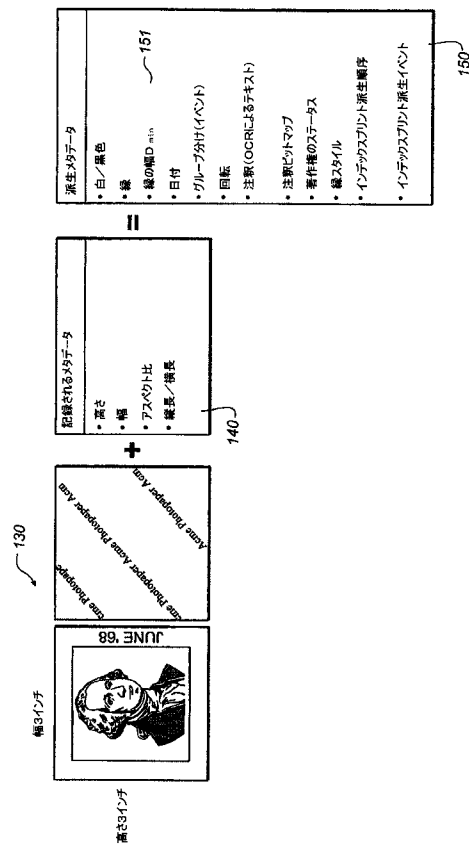 130
幅3インチ
高さ3インチ
JUNE '68
cme Photopape
Acme Photopaper Acme Photopaper Acm
cme Photopaper Acm
A
+
記録されるメタデータ
• 高さ
• 幅
• アスペクト比
• 縦長／横長
140
=
派生メタデータ
• 白／黒色
• 縁
• 縁の幅D min
151
• 日付
• グループ分け(イベント)
• 回転
• 注釈(OCRによるテキスト)
• 注釈ビットマップ
• 著作権のステータス
• 縁スタイル
• インデックスプリント派生順序
• インデックスプリント派生イベント
150